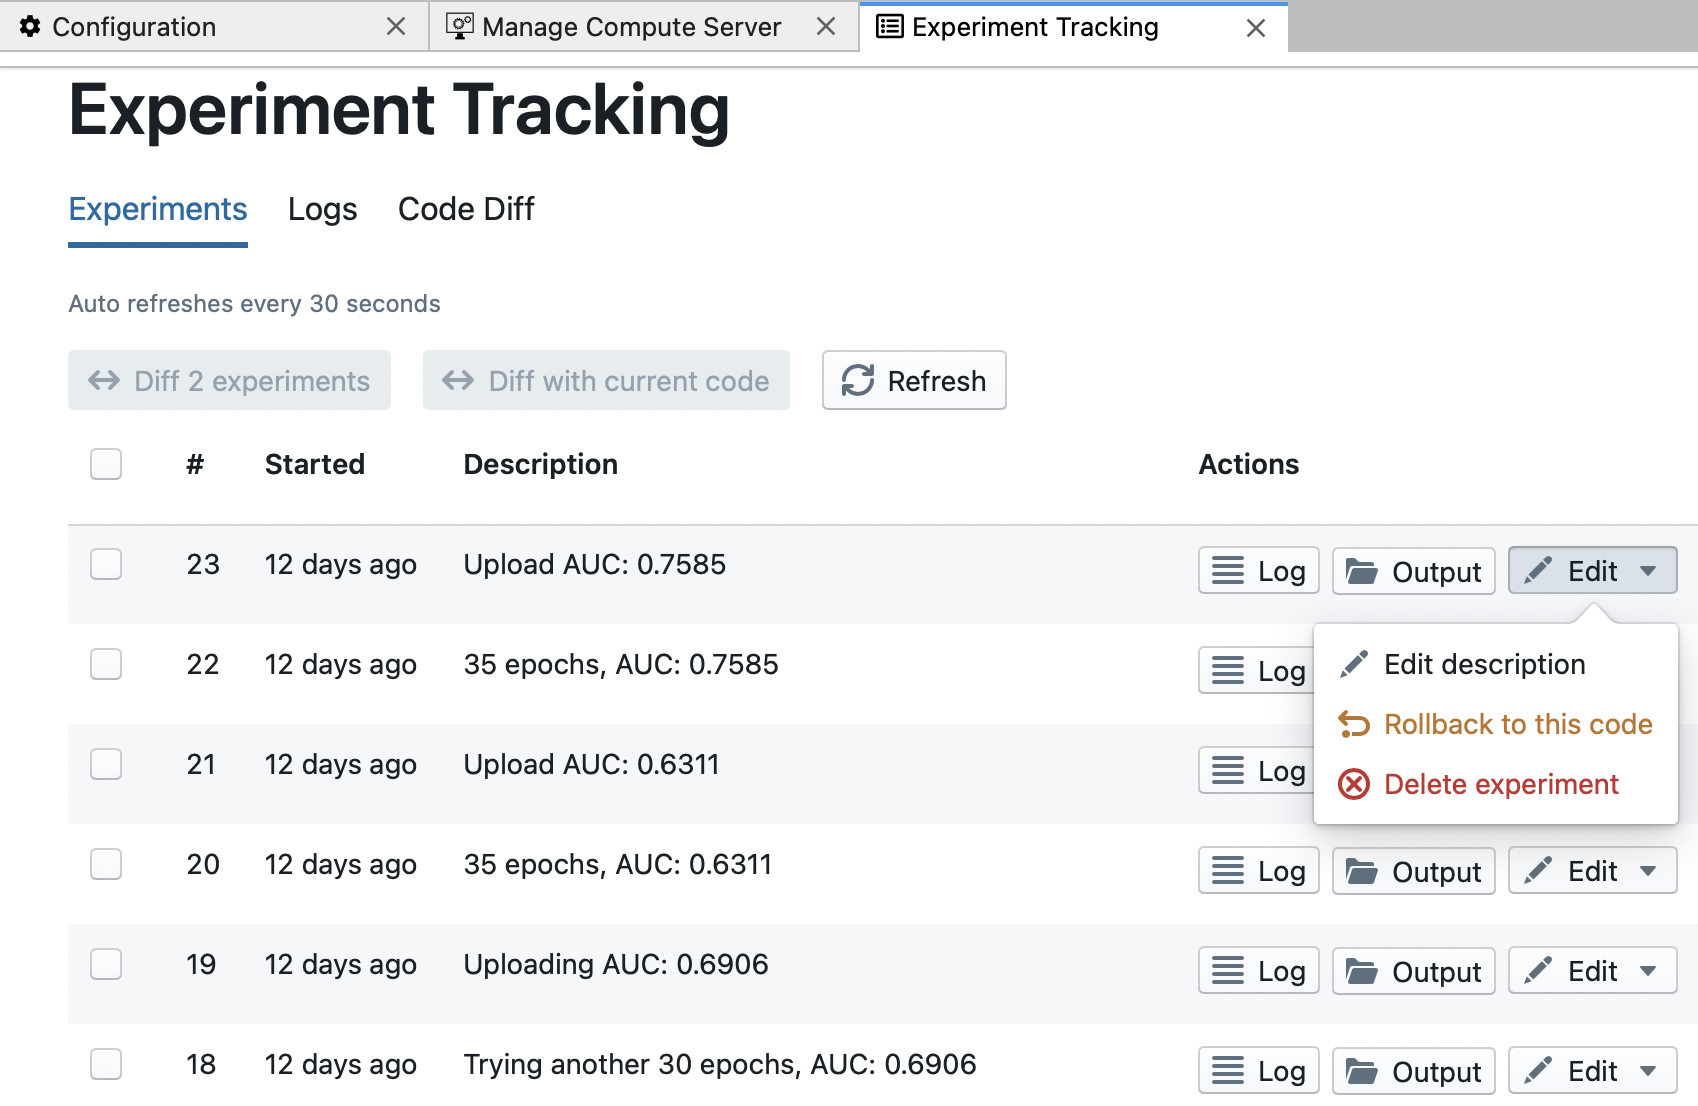 Configuration Manage Compute Server Experiment Tracking
Experiment Tracking
Experiments Logs Code Diff
Auto refreshes every 30 seconds
Diff 2 experiments Diff with current code Refresh
# Started Description Actions
23 12 days ago Upload AUC: 0.7585 Log Output Edit
22 12 days ago 35 epochs, AUC: 0.7585 Log
Edit description
Rollback to this code
21 12 days ago Upload AUC: 0.6311 Log
Delete experiment
20 12 days ago 35 epochs, AUC: 0.6311 Log Output Edit
19 12 days ago Uploading AUC: 0.6906 Log Output Edit
18 12 days ago Trying another 30 epochs, AUC: 0.6906 Log Output Edit